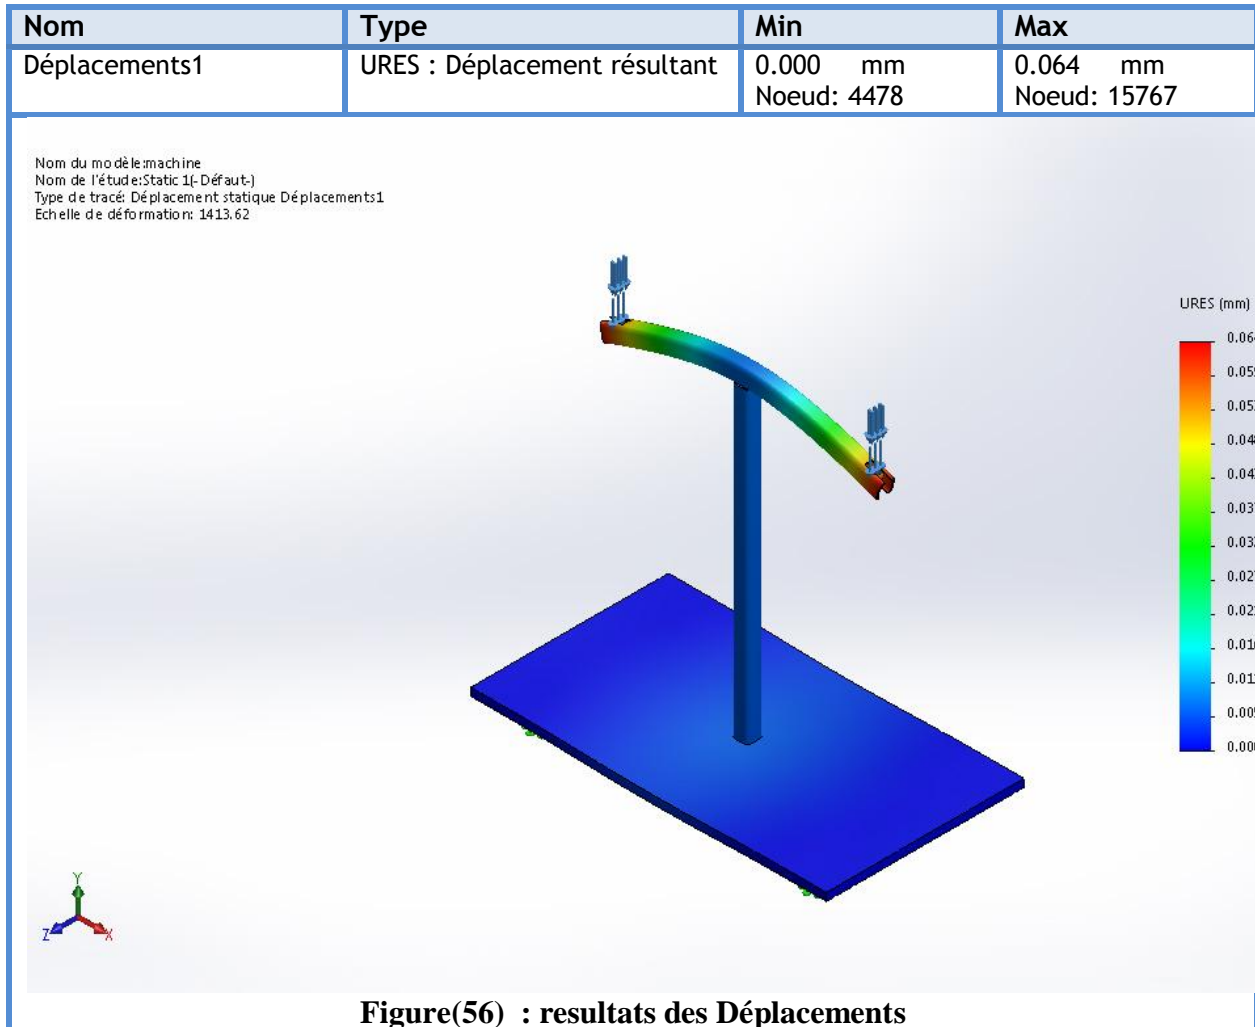 Nom Type Min Max
Déplacements1 URES : Déplacement résultant 0.000 mm 0.064 mm
Noeud: 4478 Noeud: 15767
Nom du modèle:machine
Nom de l'étude:Static 1(-Défaut-)
Type de tracé: Déplacement statique Déplacements1
Echelle de déformation: 1413.62
URES (mm)
Y
Z X
Figure(56) : resultats des Déplacements